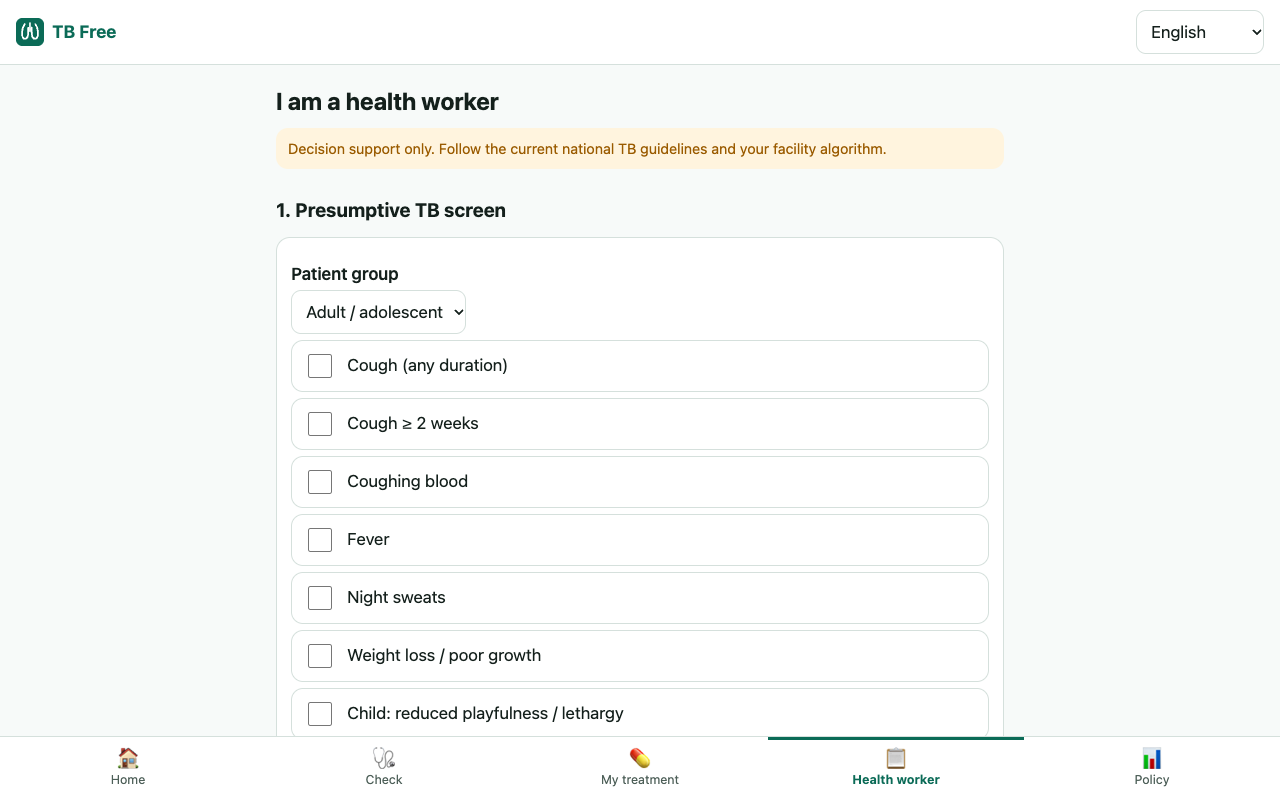 TB Free
English
I am a health worker
Decision support only. Follow the current national TB guidelines and your facility algorithm.
1. Presumptive TB screen
Patient group
Adult / adolescent
Cough (any duration)
Cough ≥ 2 weeks
Coughing blood
Fever
Night sweats
Weight loss / poor growth
Child: reduced playfulness / lethargy
Home
Check
My treatment
Health worker
Policy